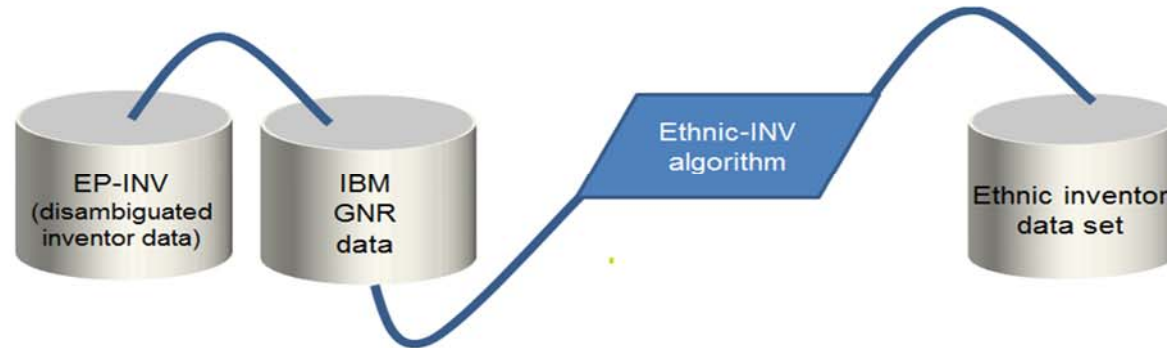 EP-INV
(disambiguated
inventor data)
IBM
GNR
data
Ethnic-INV
algorithm
Ethnic inventor
data set